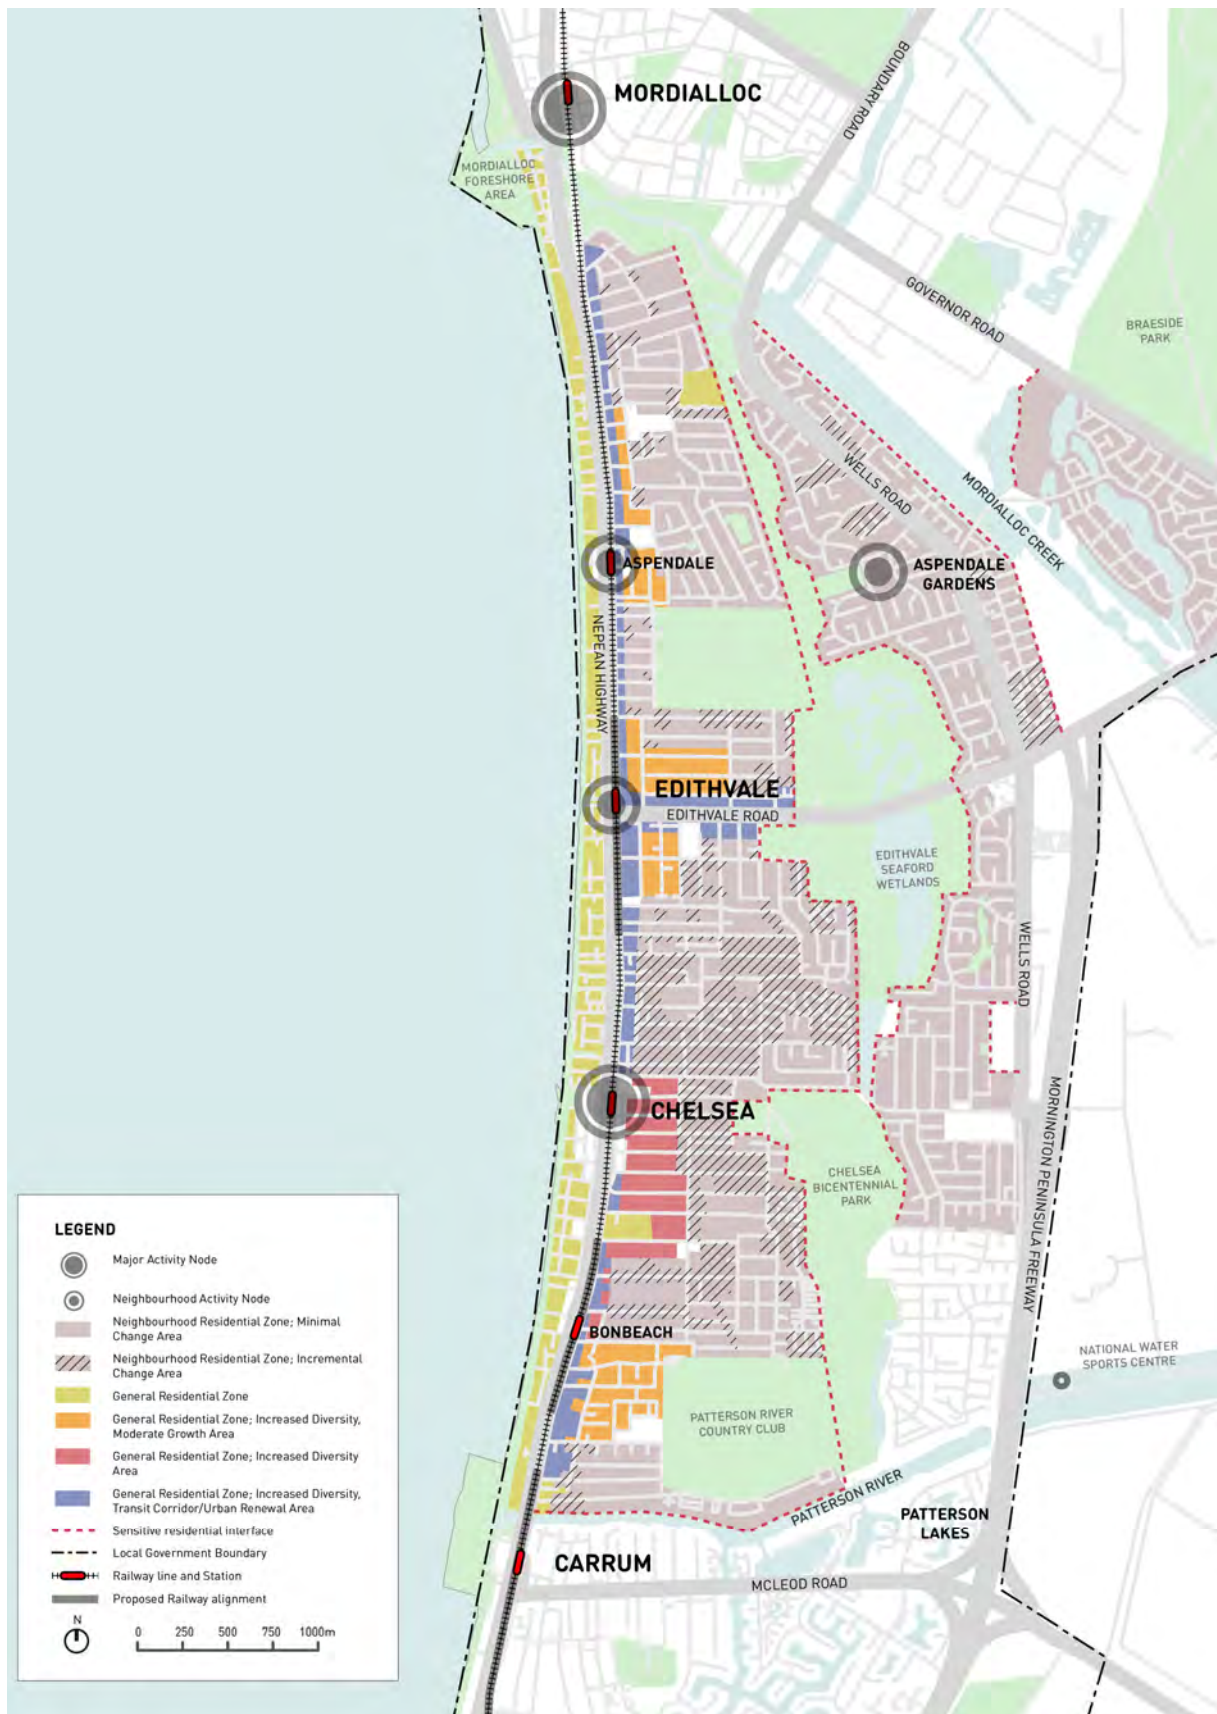 MORDIALLOC
BOUNDARY ROAD
MORDIALLOC
FORESHORE
AREA
GOVERNOR ROAD
BRAESIDE
PARK
WELLS ROAD
MORDIALLOC CREEK
ASPENDALE
ASPENDALE
GARDENS
NEPEAN HIGHWAY
EDITHVALE
EDITHVALE ROAD
EDITHVALE
SEAFORD
WETLANDS
WELLS ROAD
CHELSEA
MORNINGTON PENINSULA FREEWAY
CHELSEA
BICENTENNIAL
PARK
BONBEACH
NATIONAL WATER
SPORTS CENTRE
PATTERSON RIVER
COUNTRY CLUB
PATTERSON RIVER
PATTERSON
LAKES
CARRUM
MCLEOD ROAD
LEGEND
Major Activity Node
Neighbourhood Activity Node
Neighbourhood Residential Zone; Minimal
Change Area
Neighbourhood Residential Zone; Incremental
Change Area
General Residential Zone
General Residential Zone; Increased Diversity,
Moderate Growth Area
General Residential Zone; Increased Diversity
Area
General Residential Zone; Increased Diversity,
Transit Corridor/Urban Renewal Area
Sensitive residential interface
Local Government Boundary
Railway line and Station
Proposed Railway alignment
N
0 250 500 750 1000m